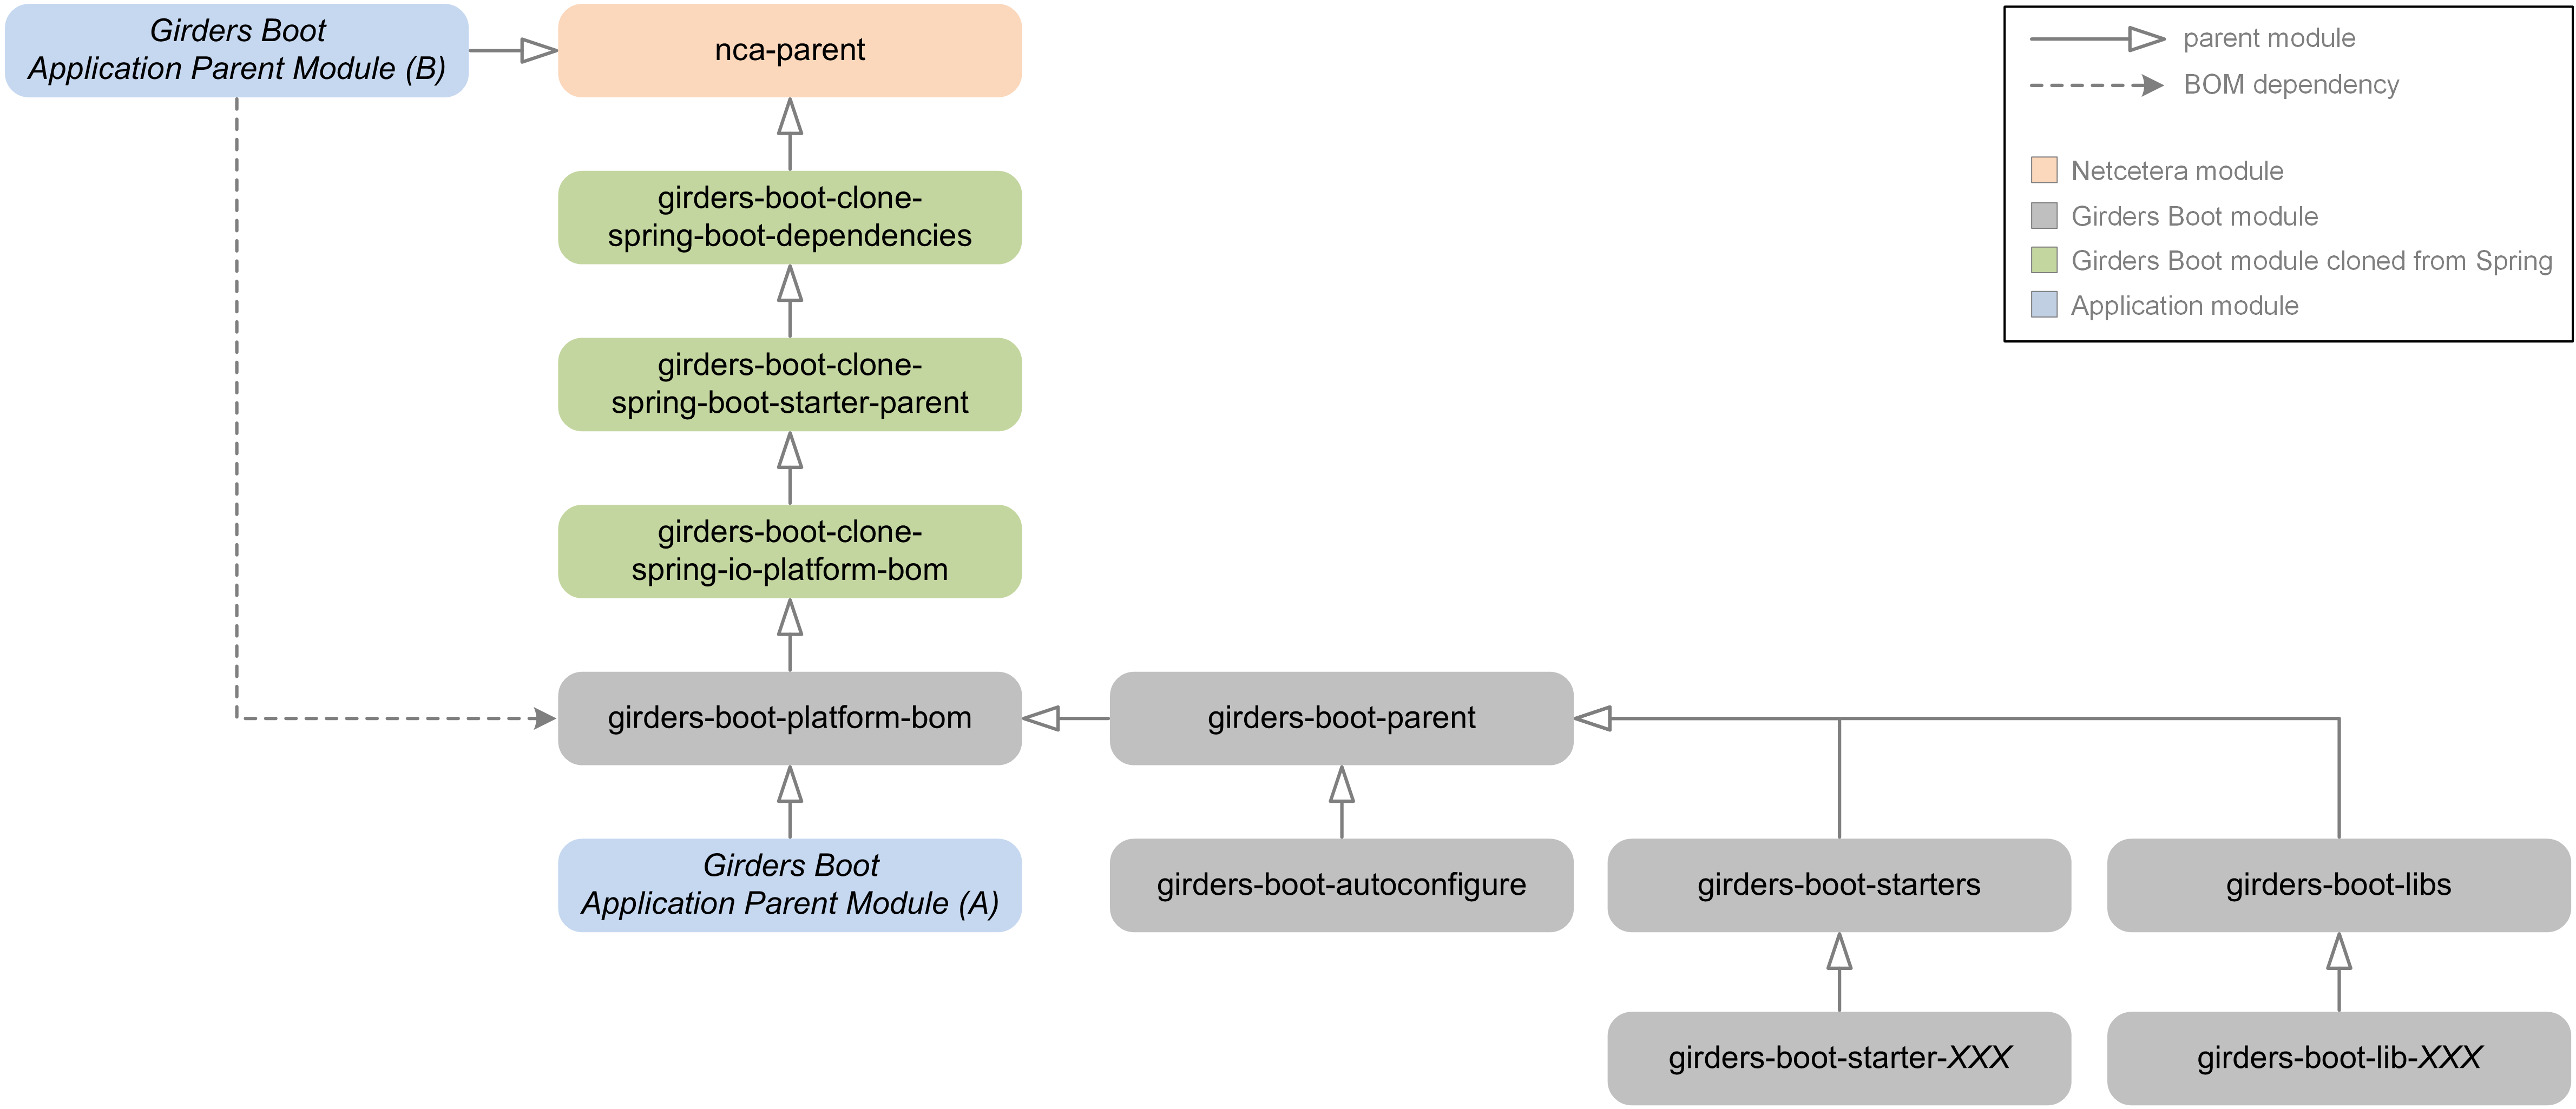 Girders Boot
Application Parent Module (B)
nca-parent
parent module
BOM dependency
Netcetera module
Girders Boot module
Girders Boot module cloned from Spring
Application module
girders-boot-clone-
spring-boot-dependencies
girders-boot-clone-
spring-boot-starter-parent
girders-boot-clone-
spring-io-platform-bom
girders-boot-platform-bom
girders-boot-parent
Girders Boot
Application Parent Module (A)
girders-boot-autoconfigure
girders-boot-starters
girders-boot-libs
girders-boot-starter-XXX
girders-boot-lib-XXX